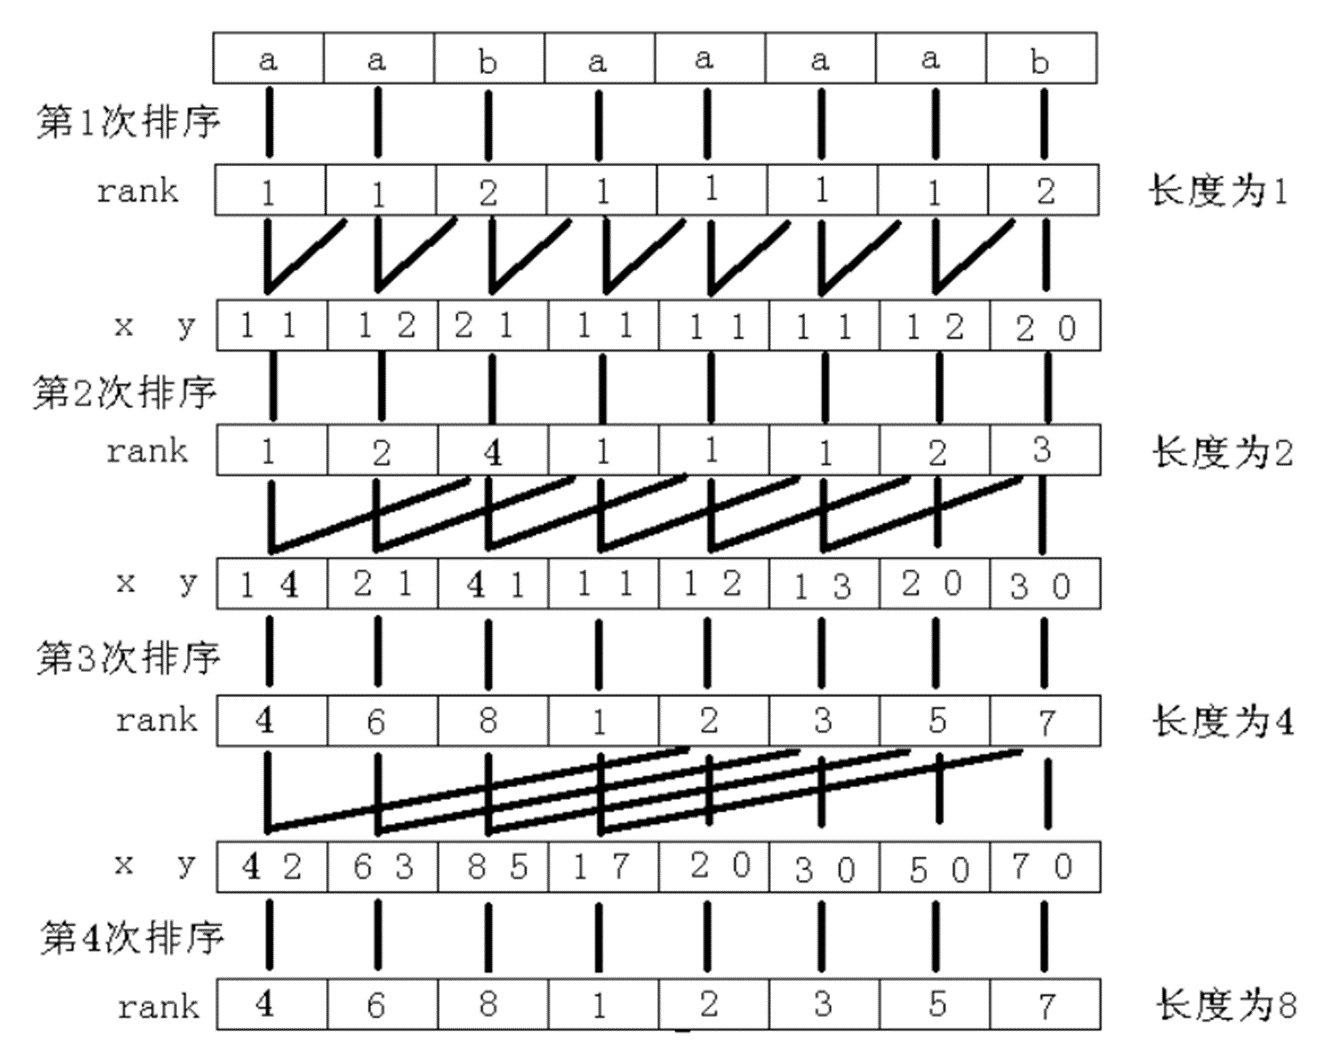 a a b a a a a b
第1次排序
rank 1 1 2 1 1 1 1 2 长度为1
x y 1 1 1 2 2 1 1 1 1 1 1 1 1 2 2 0
第2次排序
rank 1 2 4 1 1 1 2 3 长度为2
x y 1 4 2 1 4 1 1 1 1 2 1 3 2 0 3 0
第3次排序
rank 4 6 8 1 2 3 5 7 长度为4
x y 4 2 6 3 8 5 1 7 2 0 3 0 5 0 7 0
第4次排序
rank 4 6 8 1 2 3 5 7 长度为8